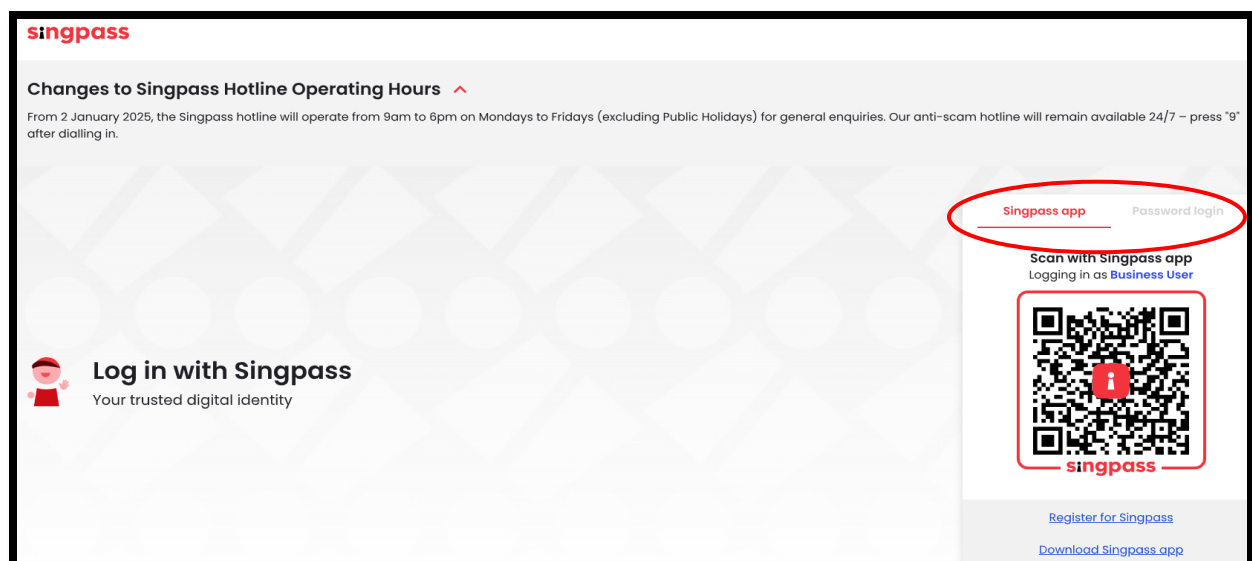 singpass
Changes to Singpass Hotline Operating Hours
From 2 January 2025, the Singpass hotline will operate from 9am to 6pm on Mondays to Fridays (excluding Public Holidays) for general enquiries. Our anti-scam hotline will remain available 24/7 – press "9"
after dialling in.
Singpass app Password login
Scan with Singpass app
Logging in as Business User
singpass
Log in with Singpass
Your trusted digital identity
Register for Singpass
Download Singpass app